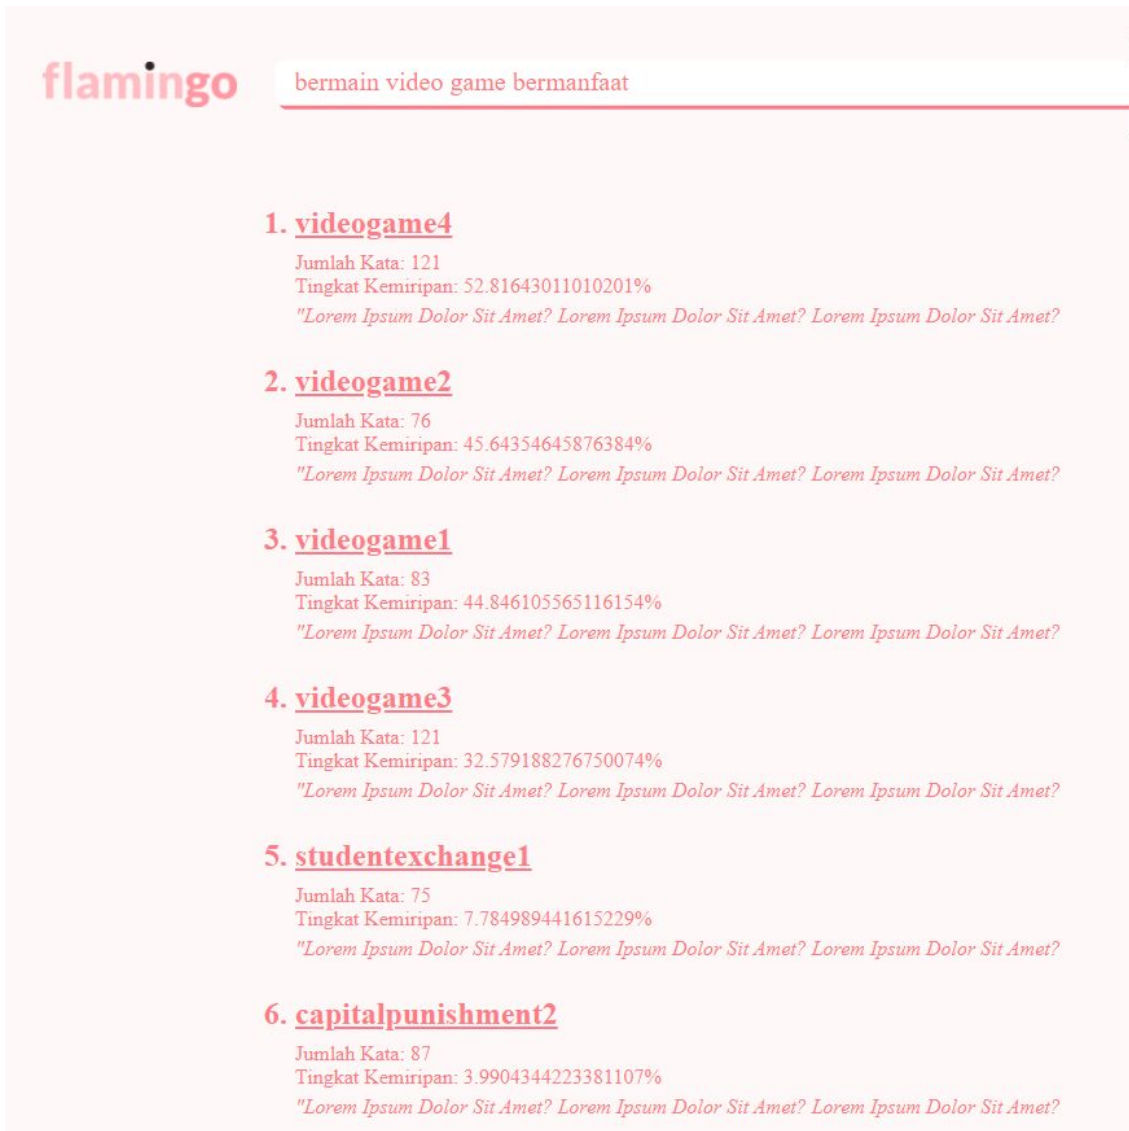 flamingo
bermain video game bermanfaat
1. videogame4
Jumlah Kata: 121
Tingkat Kemiripan: 52.81643011010201%
"Lorem Ipsum Dolor Sit Amet? Lorem Ipsum Dolor Sit Amet? Lorem Ipsum Dolor Sit Amet?
2. videogame2
Jumlah Kata: 76
Tingkat Kemiripan: 45.64354645876384%
"Lorem Ipsum Dolor Sit Amet? Lorem Ipsum Dolor Sit Amet? Lorem Ipsum Dolor Sit Amet?
3. videogame1
Jumlah Kata: 83
Tingkat Kemiripan: 44.846105565116154%
"Lorem Ipsum Dolor Sit Amet? Lorem Ipsum Dolor Sit Amet? Lorem Ipsum Dolor Sit Amet?
4. videogame3
Jumlah Kata: 121
Tingkat Kemiripan: 32.579188276750074%
"Lorem Ipsum Dolor Sit Amet? Lorem Ipsum Dolor Sit Amet? Lorem Ipsum Dolor Sit Amet?
5. studentexchange1
Jumlah Kata: 75
Tingkat Kemiripan: 7.784989441615229%
"Lorem Ipsum Dolor Sit Amet? Lorem Ipsum Dolor Sit Amet? Lorem Ipsum Dolor Sit Amet?
6. capitalpunishment2
Jumlah Kata: 87
Tingkat Kemiripan: 3.9904344223381107%
"Lorem Ipsum Dolor Sit Amet? Lorem Ipsum Dolor Sit Amet? Lorem Ipsum Dolor Sit Amet?